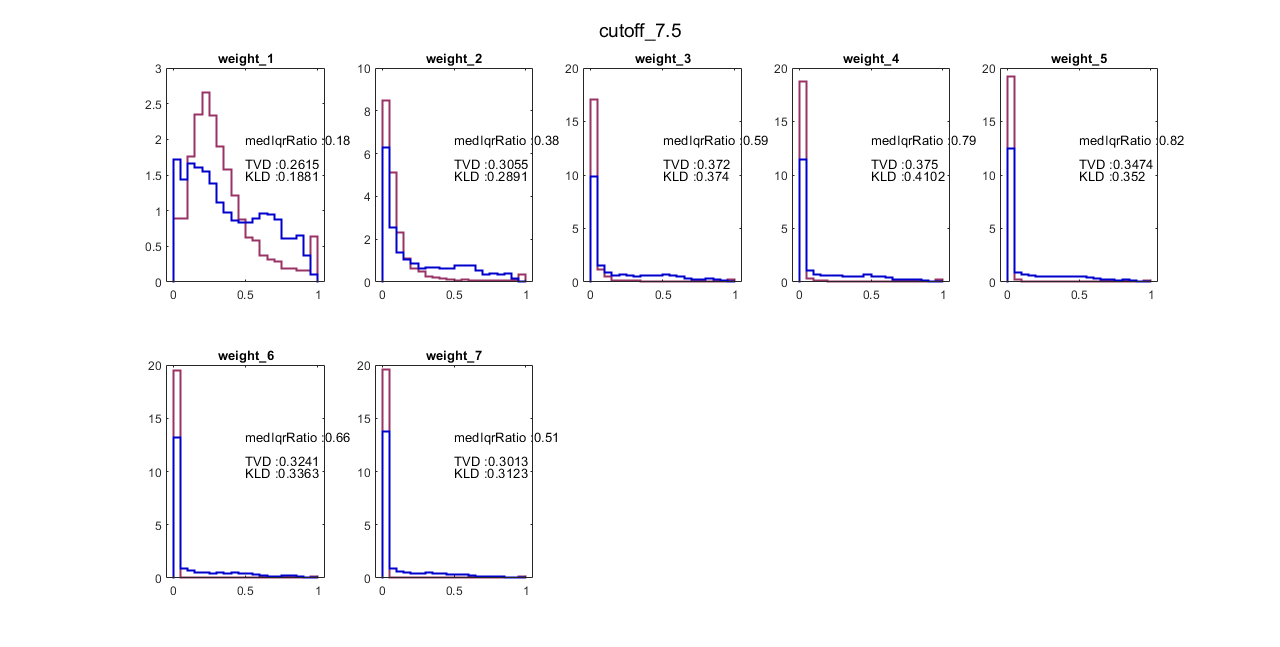 cutoff_7.5
weight_1
3
2.5
2
1.5
1
0.5
0
0 0.5 1
medIqrRatio :0.18
TVD :0.2615
KLD :0.1881
weight_2
10
8
6
4
2
0
0 0.5 1
medIqrRatio :0.38
TVD :0.3055
KLD :0.2891
weight_3
20
15
10
5
0
0 0.5 1
medIqrRatio :0.59
TVD :0.372
KLD :0.374
weight_4
20
15
10
5
0
0 0.5 1
medIqrRatio :0.79
TVD :0.375
KLD :0.4102
weight_5
20
15
10
5
0
0 0.5 1
medIqrRatio :0.82
TVD :0.3474
KLD :0.352
weight_6
20
15
10
5
0
0 0.5 1
medIqrRatio :0.66
TVD :0.3241
KLD :0.3363
weight_7
20
15
10
5
0
0 0.5 1
medIqrRatio :0.51
TVD :0.3013
KLD :0.3123